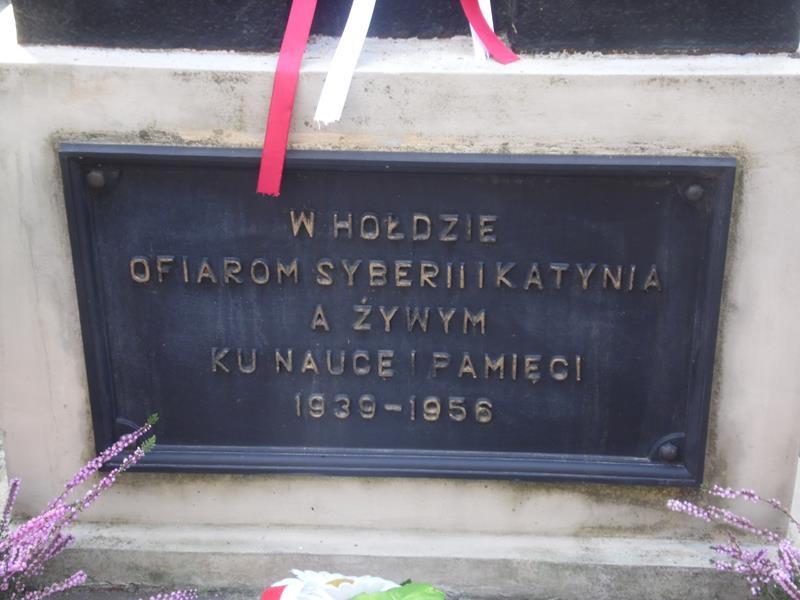 W HOŁDZIE
OFIAROM SYBERII I KATYNIA
A ŻYWYM
KU NAUCE I PAMIĘCI
1939-1956